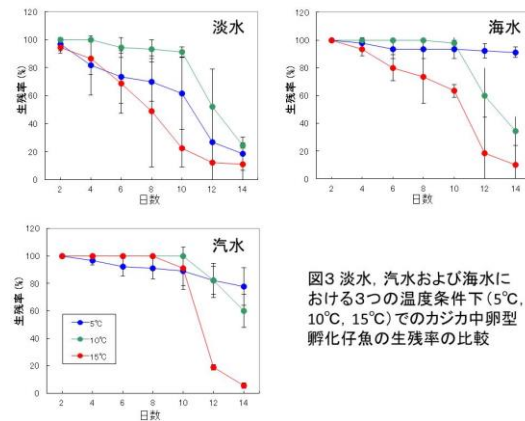 淡水
生残率(%)
120
100
80
60
40
20
0
2 4 6 8 10 12 14
日数
海水
生残率(%)
120
100
80
60
40
20
0
2 4 6 8 10 12 14
日数
汽水
生残率(%)
120
100
80
60
40
20
0
5℃
10℃
15℃
2 4 6 8 10 12 14
日数
図3 淡水,汽水および海水に
おける3つの温度条件下(5℃,
10℃, 15℃)でのカジカ中卵型
孵化仔魚の生残率の比較